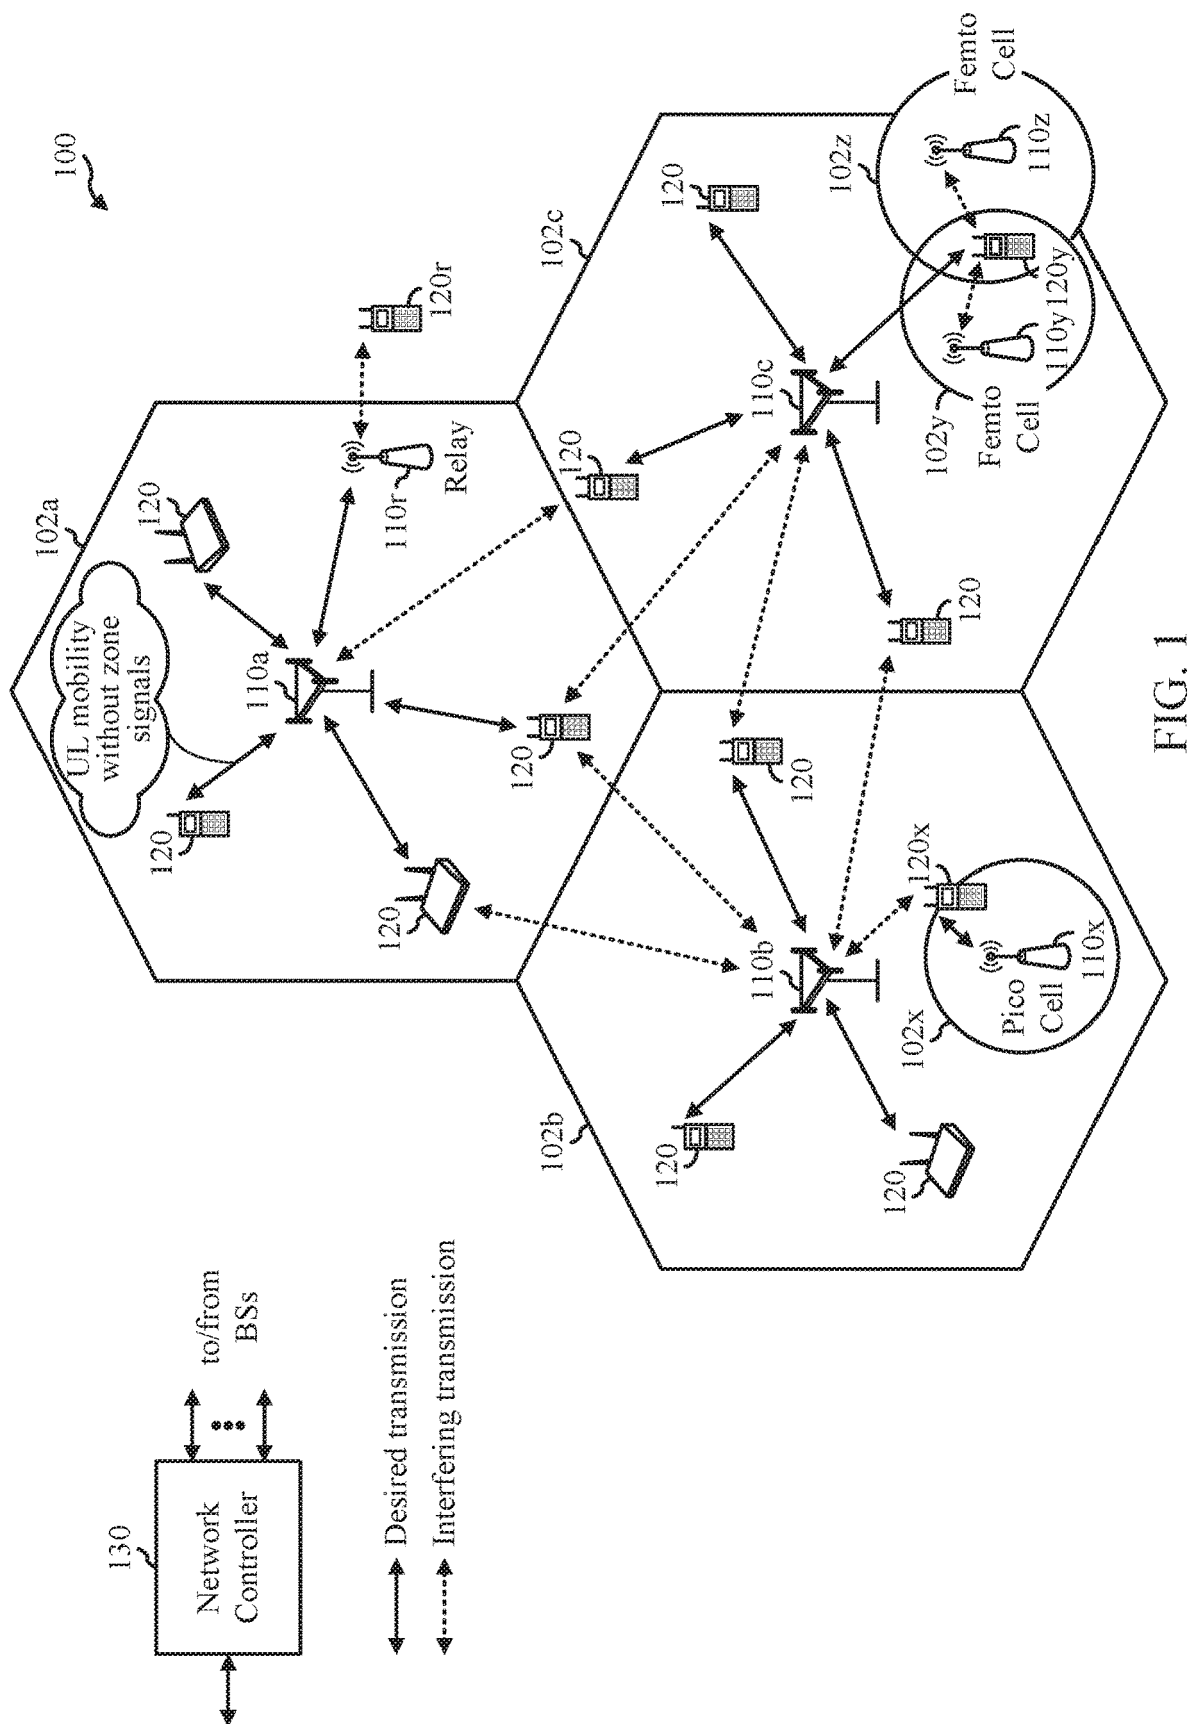 100
130
Network
Controller
to/from
BSs
Desired transmission
Interfering transmission
102a
UL mobility
without zone
signals
120
120
110a
120
120
110r
Relay
120r
102b
120
120
110b
120
102x
Pico
Cell
110x
120x
102c
120
120
110c
120
102y
Femto
Cell
110y
120y
102z
110z
Femto
Cell
FIG. 1